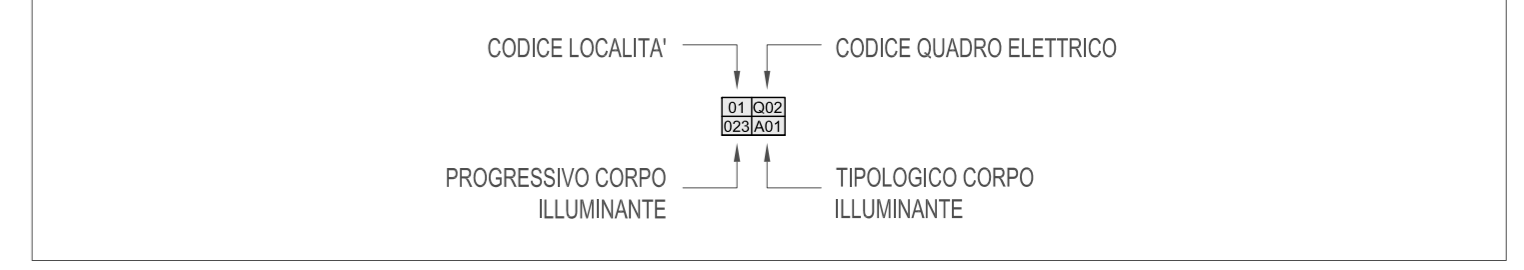 CODICE LOCALITA' CODICE QUADRO ELETTRICO
01 Q02
023 A01
PROGRESSIVO CORPO TIPOLOGICO CORPO
ILLUMINANTE ILLUMINANTE